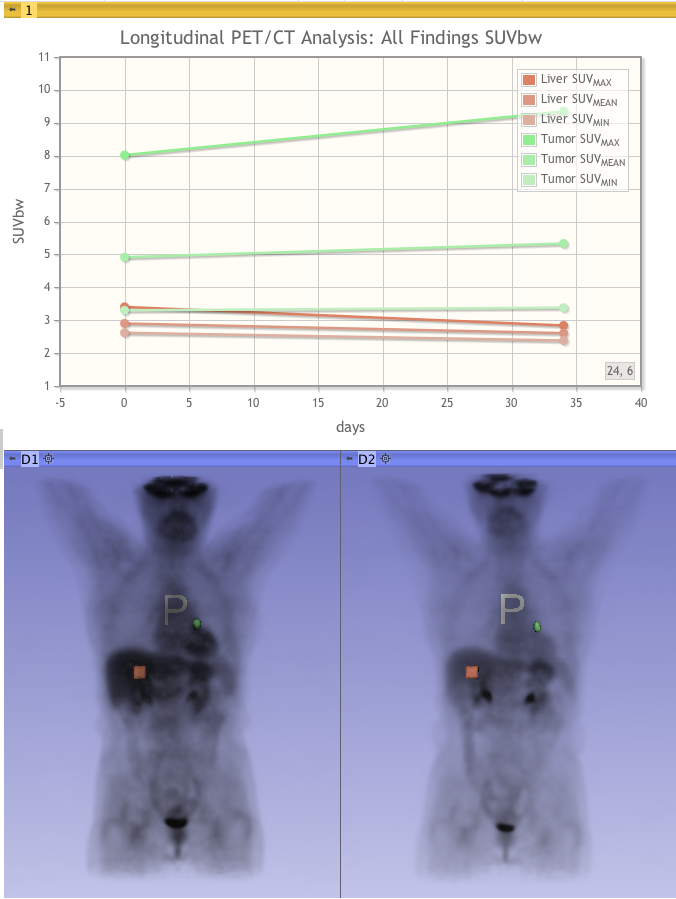 1
Longitudinal PET/CT Analysis: All Findings SUVbw
11
10
9
8
7
6
5
4
3
2
1
SUVbw
Liver SUVMAX
Liver SUVMEAN
Liver SUVMIN
Tumor SUVMAX
Tumor SUVMEAN
Tumor SUVMIN
24, 6
-5 0 5 10 15 20 25 30 35 40
days
D1
D2
P
P